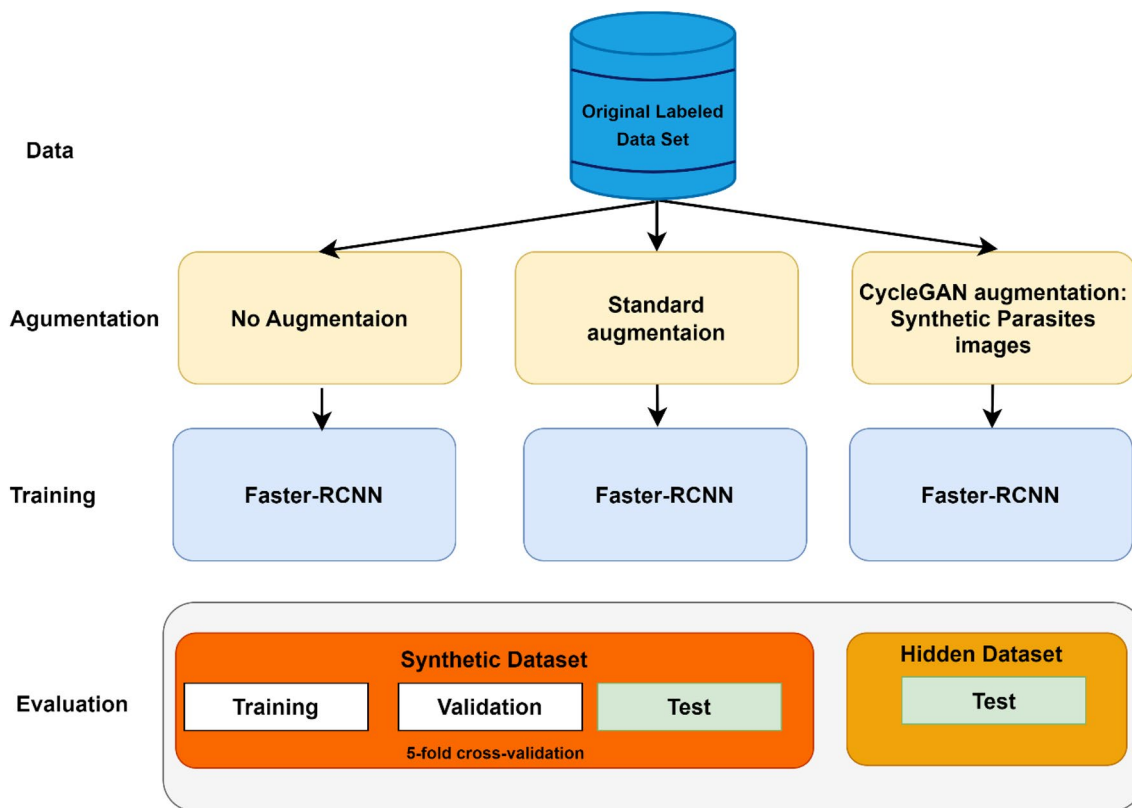 Original Labeled
Data Set
Data
Agumentation
No Augmentaion
Standard
augmentaion
CycleGAN augmentation:
Synthetic Parasites
images
Training
Faster-RCNN
Faster-RCNN
Faster-RCNN
Evaluation
Synthetic Dataset
Training
Validation
Test
5-fold cross-validation
Hidden Dataset
Test